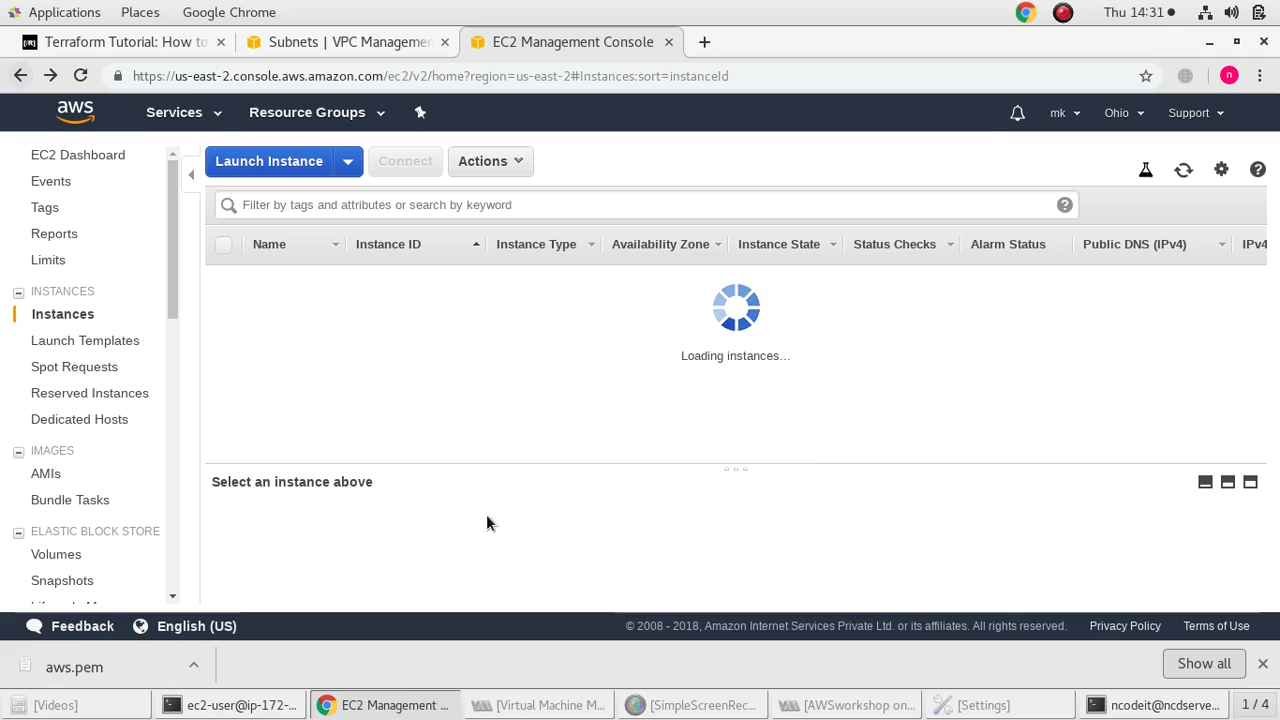 Applications Places Google Chrome Thu 14:31
[/R] Terraform Tutorial: How to Subnets | VPC Managemen EC2 Management Console
https://us-east-2.console.aws.amazon.com/ec2/v2/home?region=us-east-2#Instances:sort=instanceId n
aws Services Resource Groups mk Ohio Support
EC2 Dashboard
Events
Tags
Reports
Limits
INSTANCES
Instances
Launch Templates
Spot Requests
Reserved Instances
Dedicated Hosts
IMAGES
AMIs
Bundle Tasks
ELASTIC BLOCK STORE
Volumes
Snapshots
Launch Instance Connect Actions
Filter by tags and attributes or search by keyword
Name Instance ID Instance Type Availability Zone Instance State Status Checks Alarm Status Public DNS (IPv4) IPv4
Loading instances...
Select an instance above
Feedback English (US) © 2008 - 2018, Amazon Internet Services Private Ltd. or its affiliates. All rights reserved. Privacy Policy Terms of Use
aws.pem Show all
[Videos] ec2-user@ip-172-... EC2 Management ... [Virtual Machine M... [SimpleScreenRec... [AWSworkshop on... [Settings] ncodeit@ncdserve... 1 / 4